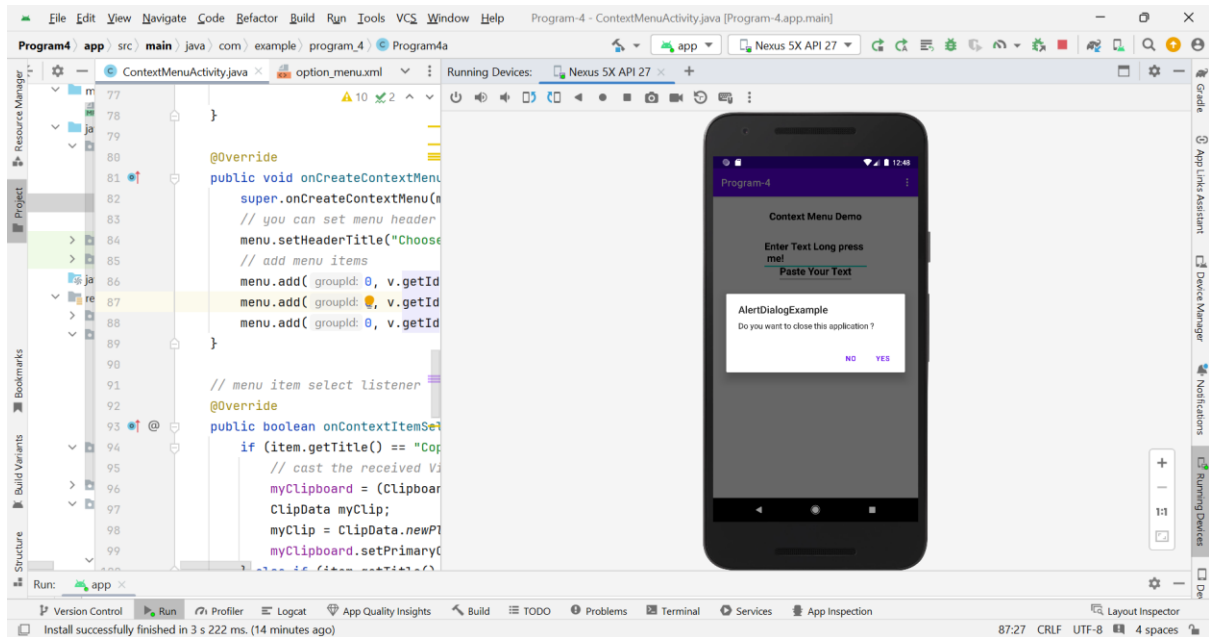 File Edit View Navigate Code Refactor Build Run Tools VCS Window Help Program-4 - ContextMenuActivity.java [Program-4.app.main]
Program4 app src main java com example program_4 Program4a app Nexus 5X API 27
ContextMenuActivity.java option_menu.xml Running Devices: Nexus 5X API 27
77 10 2
78 }
79
80 @Override
81 public void onCreateContextMenu
82 super.onCreateContextMenu(m
83 // you can set menu header
84 menu.setHeaderTitle("Choose
85 // add menu items
86 menu.add( groupId: 0, v.getId
87 menu.add( groupId: , v.getId
88 menu.add( groupId: 0, v.getId
89 }
90
91 // menu item select listener
92 @Override
93 @ public boolean onContextItemSel
94 if (item.getTitle() == "Cop
95 // cast the received Vi
96 myClipboard = (Clipboar
97 ClipData myClip;
98 myClip = ClipData.newPl
99 myClipboard.setPrimaryC
12:48
Program-4
Context Menu Demo
Enter Text Long press
me!
Paste Your Text
AlertDialogExample
Do you want to close this application ?
NO YES
1:1
Resource Manager
Project
Bookmarks
Build Variants
Structure
Gradle
App Links Assistant
Device Manager
Notifications
Running Devices
Run: app
Version Control Run Profiler Logcat App Quality Insights Build TODO Problems Terminal Services App Inspection Layout Inspector
Install successfully finished in 3 s 222 ms. (14 minutes ago) 87:27 CRLF UTF-8 4 spaces